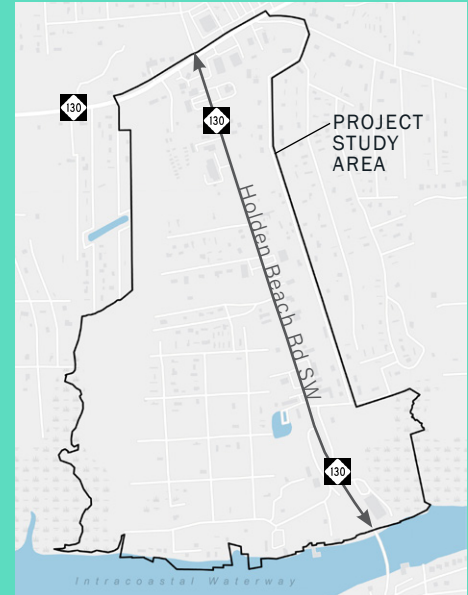 130
130
PROJECT
STUDY
AREA
Holden Beach Rd SW
130
Intracoastal Waterway